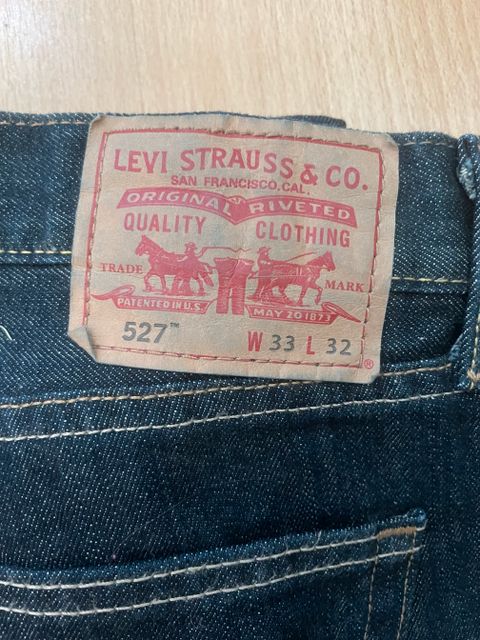 LEVI STRAUSS & CO.
SAN FRANCISCO, CAL.
ORIGINAL RIVETED
QUALITY CLOTHING
TRADE MARK
PATENTED IN U.S. MAY 20 1873
527™ W 33 L 32 ®